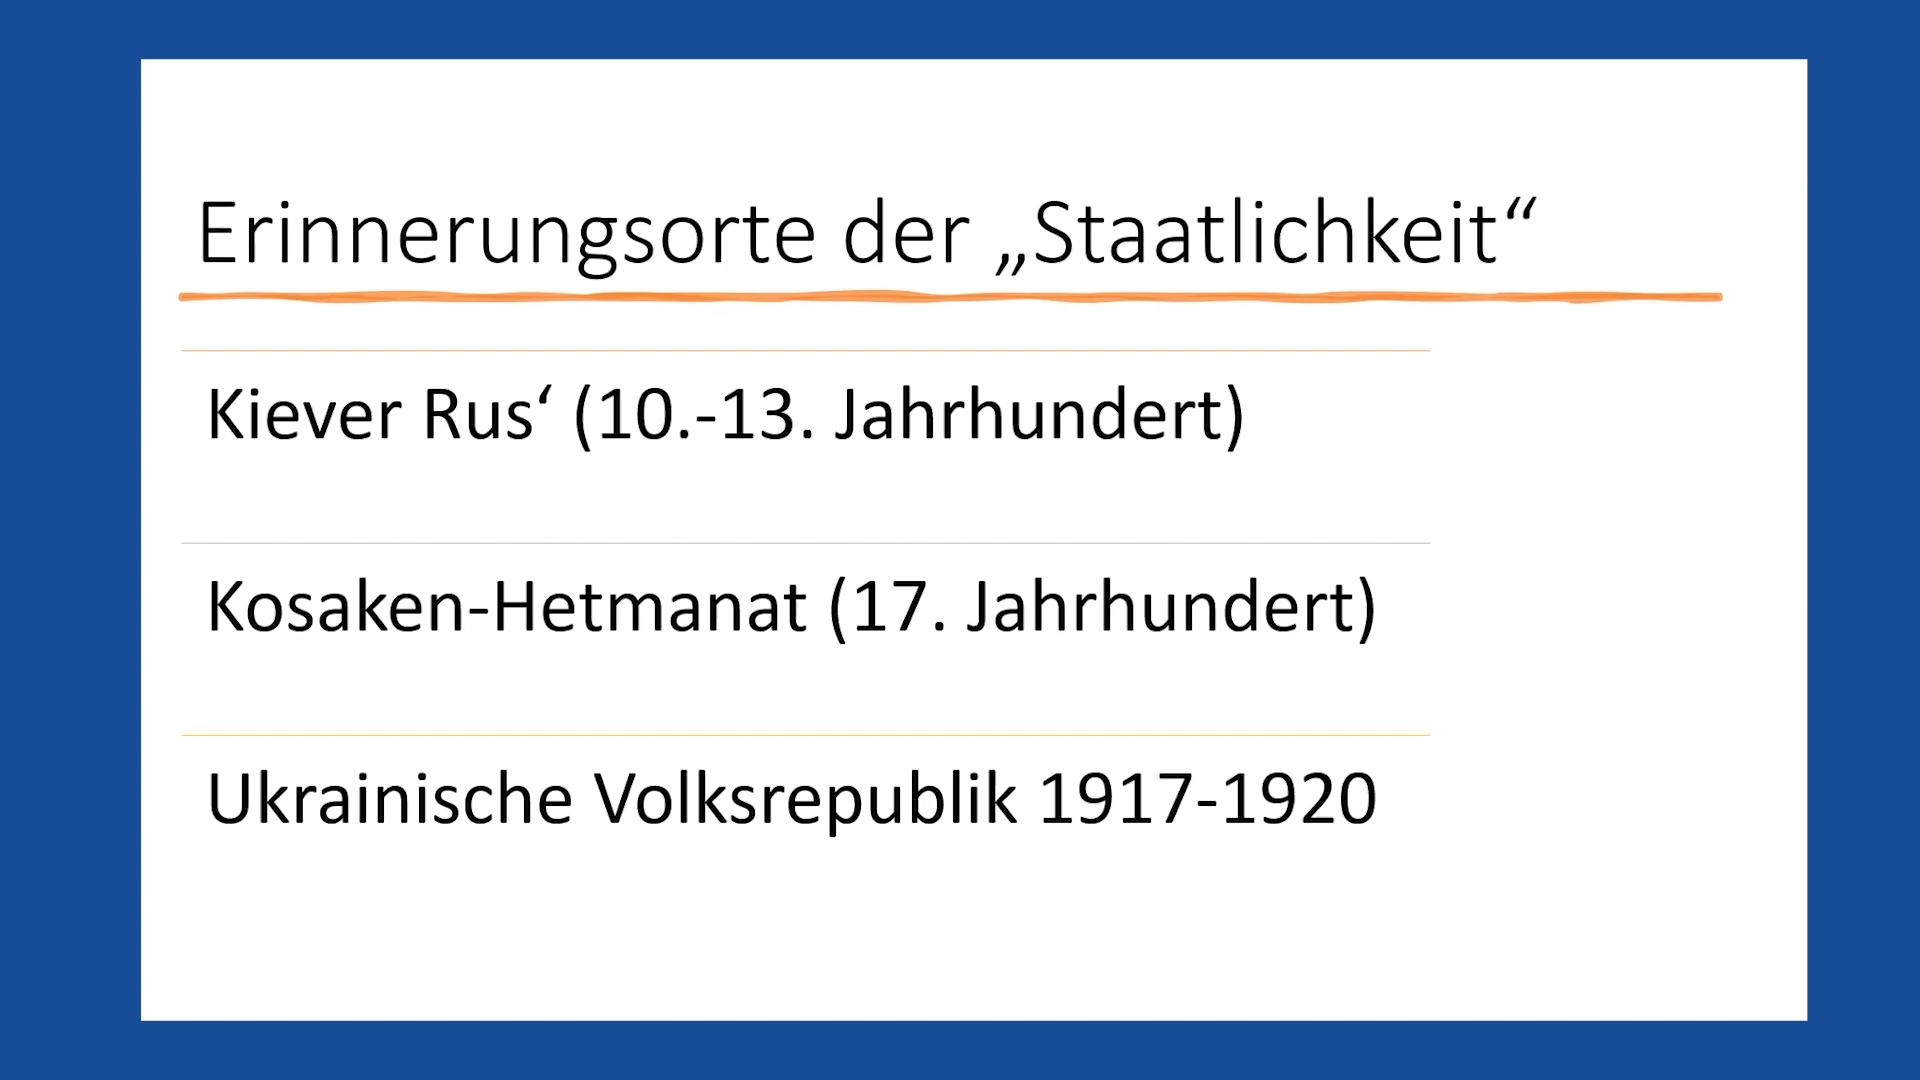 Erinnerungsorte der „Staatlichkeit“
Kiever Rus‘ (10.-13. Jahrhundert)
Kosaken-Hetmanat (17. Jahrhundert)
Ukrainische Volksrepublik 1917-1920